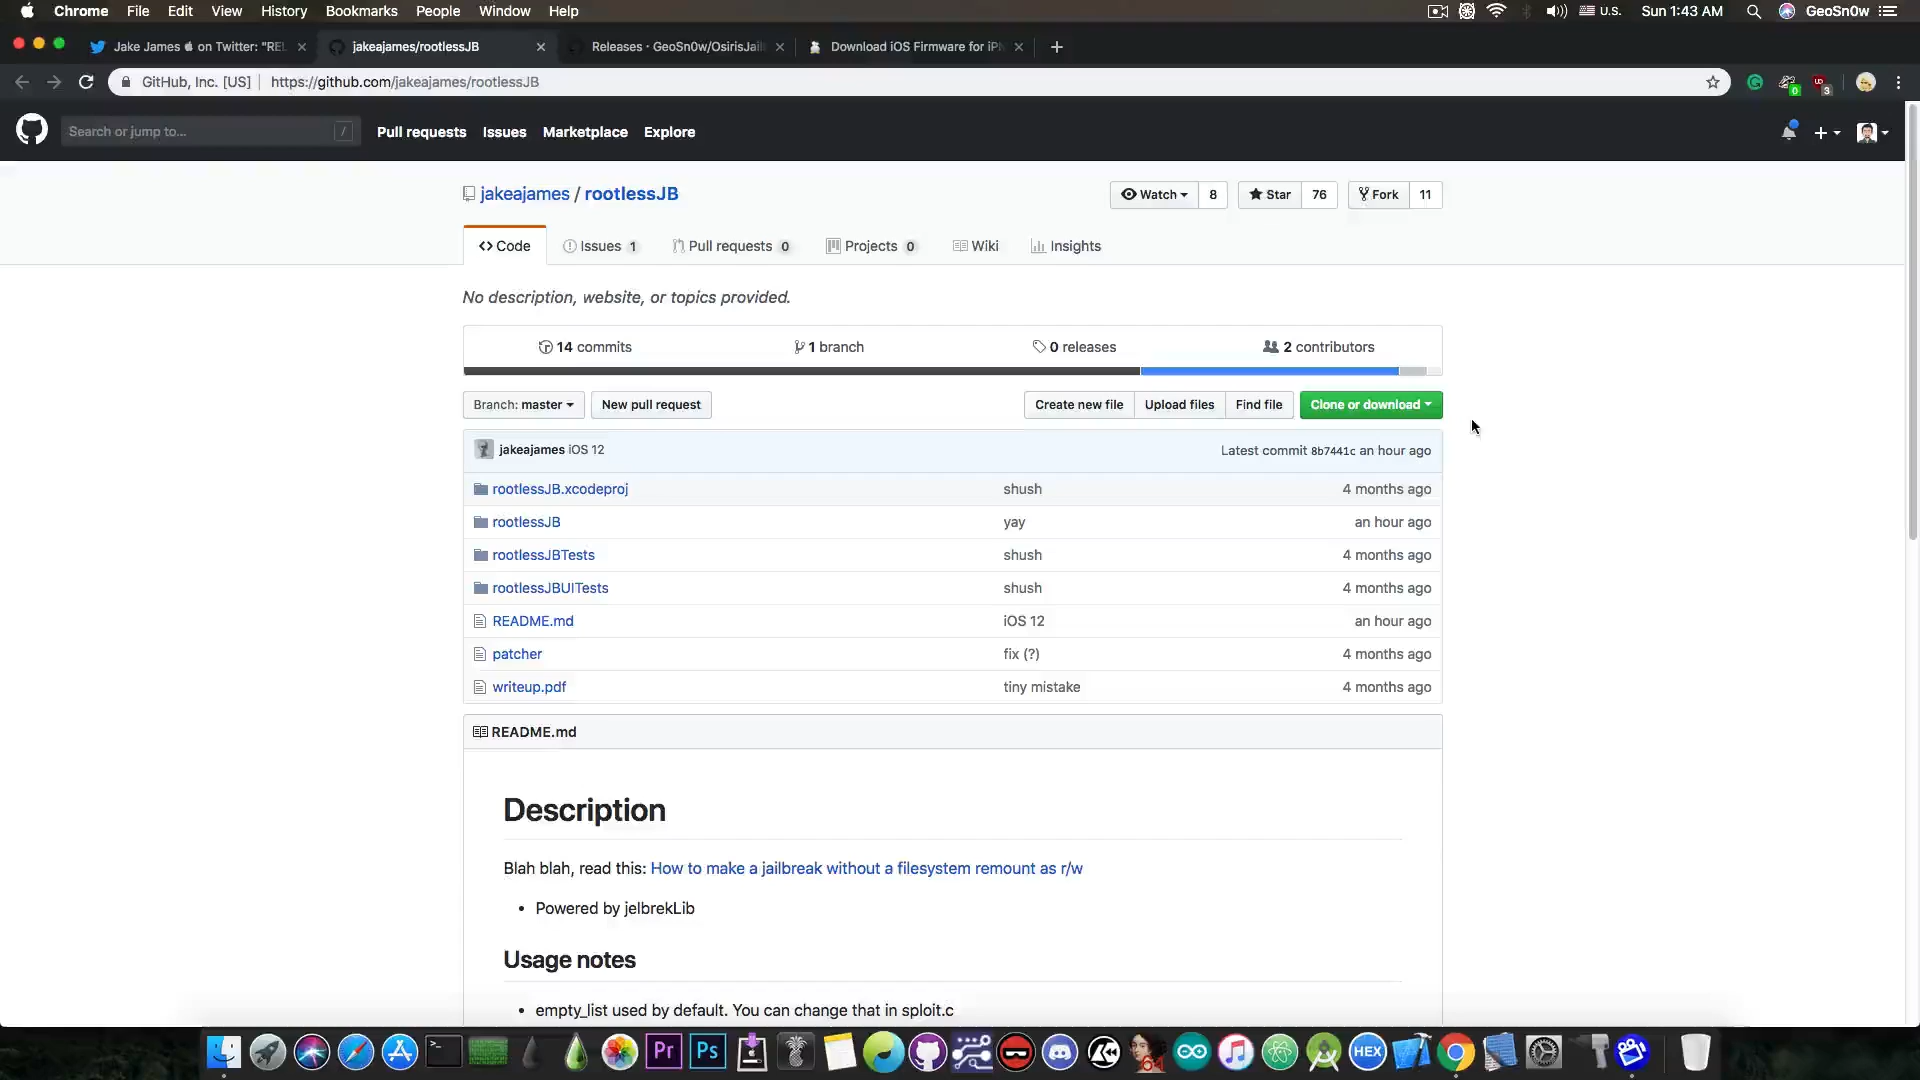 Chrome File Edit View History Bookmarks People Window Help
U.S. Sun 1:43 AM GeoSn0w
Jake James on Twitter: "REL
jakeajames/rootlessJB
Releases · GeoSn0w/OsirisJail
Download iOS Firmware for iPh
GitHub, Inc. [US] https://github.com/jakeajames/rootlessJB
0
3
Search or jump to... / Pull requests Issues Marketplace Explore
jakeajames / rootlessJB
Watch 8 Star 76 Fork 11
Code Issues 1 Pull requests 0 Projects 0 Wiki Insights
No description, website, or topics provided.
14 commits 1 branch 0 releases 2 contributors
Branch: master New pull request Create new file Upload files Find file Clone or download
jakeajames iOS 12 Latest commit 8b7441c an hour ago
rootlessJB.xcodeproj shush 4 months ago
rootlessJB yay an hour ago
rootlessJBTests shush 4 months ago
rootlessJBUITests shush 4 months ago
README.md iOS 12 an hour ago
patcher fix (?) 4 months ago
writeup.pdf tiny mistake 4 months ago
README.md
Description
Blah blah, read this: How to make a jailbreak without a filesystem remount as r/w
• Powered by jelbrekLib
Usage notes
• empty_list used by default. You can change that in sploit.c
Pr Ps 64 HEX